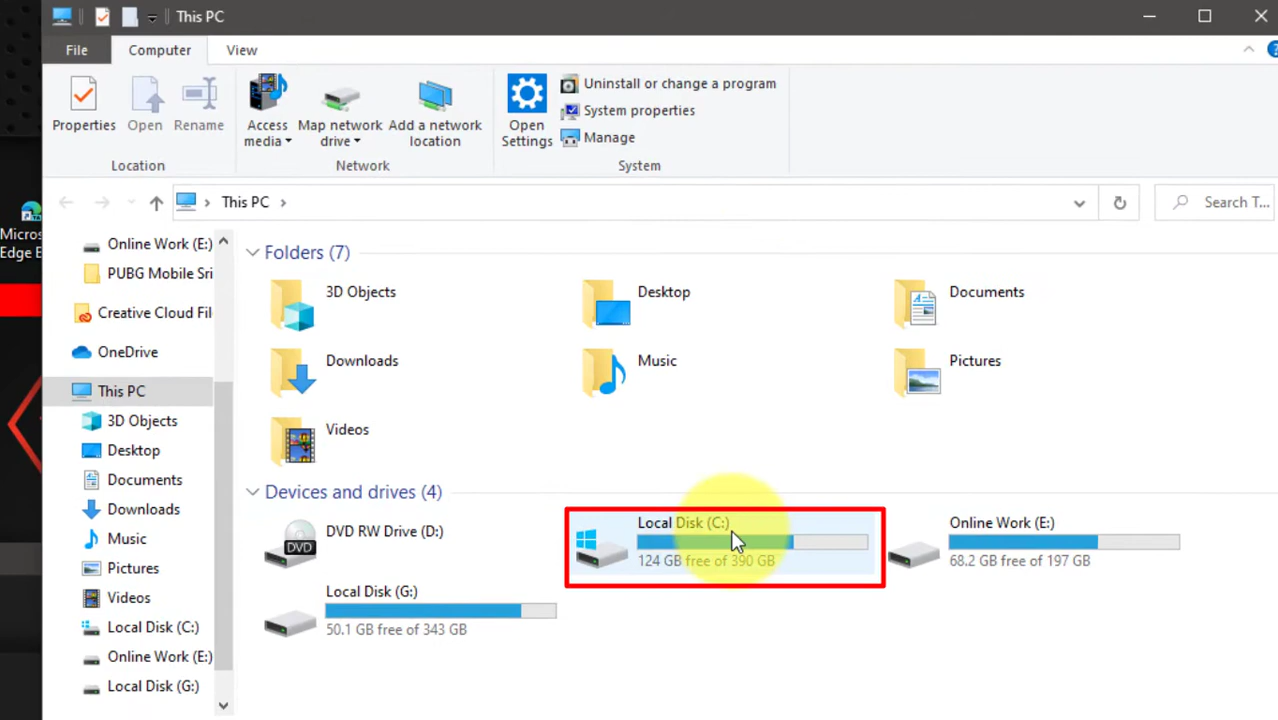 This PC
File
Computer
View
Properties
Open
Rename
Access
media
Map network
drive
Add a network
location
Open
Settings
Uninstall or change a program
System properties
Manage
Location
Network
System
This PC
Search T...
Micros
Edge E
Online Work (E:)
PUBG Mobile Sri
Creative Cloud Fil
OneDrive
This PC
3D Objects
Desktop
Documents
Downloads
Music
Pictures
Videos
Local Disk (C:)
Online Work (E:)
Local Disk (G:)
Folders (7)
3D Objects
Desktop
Documents
Downloads
Music
Pictures
Videos
Devices and drives (4)
DVD
DVD RW Drive (D:)
Local Disk (C:)
124 GB free of 390 GB
Online Work (E:)
68.2 GB free of 197 GB
Local Disk (G:)
50.1 GB free of 343 GB